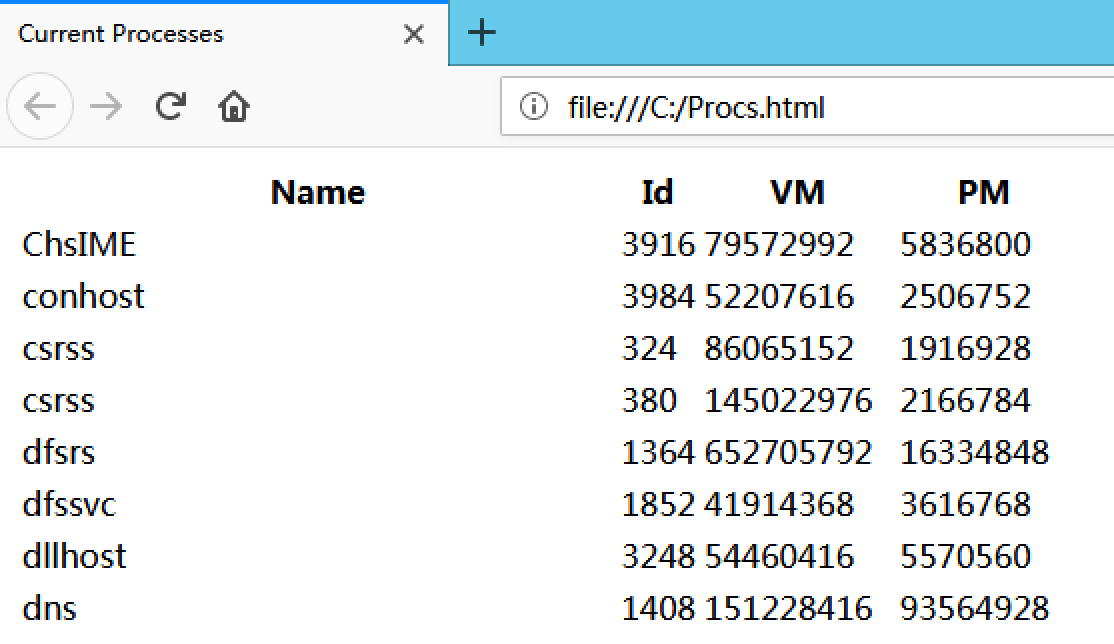 Current Processes
file:///C:/Procs.html
Name Id VM PM
ChsIME 3916 79572992 5836800
conhost 3984 52207616 2506752
csrss 324 86065152 1916928
csrss 380 145022976 2166784
dfsrs 1364 652705792 16334848
dfssvc 1852 41914368 3616768
dllhost 3248 54460416 5570560
dns 1408 151228416 93564928